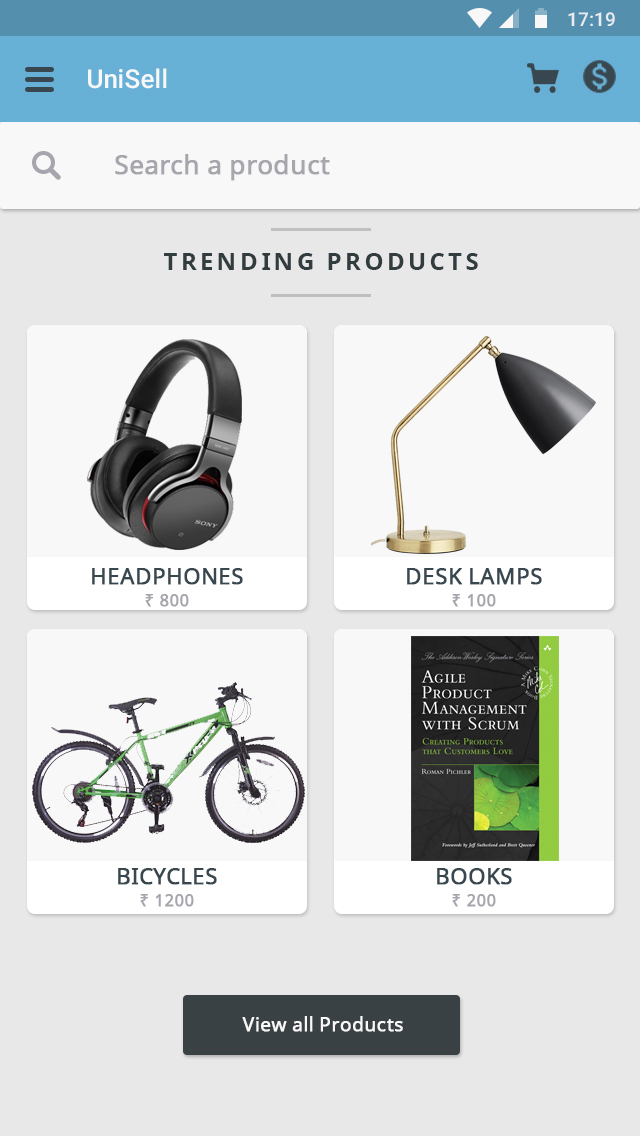 17:19
UniSell
Search a product
TRENDING PRODUCTS
SONY
HEADPHONES
₹ 800
DESK LAMPS
₹ 100
BICYCLES
₹ 1200
The Addison Wesley Signature Series
AGILE
PRODUCT
MANAGEMENT
WITH SCRUM
CREATING PRODUCTS
THAT CUSTOMERS LOVE
ROMAN PICHLER
Forewords by Jeff Sutherland and Brett Queener
BOOKS
₹ 200
View all Products